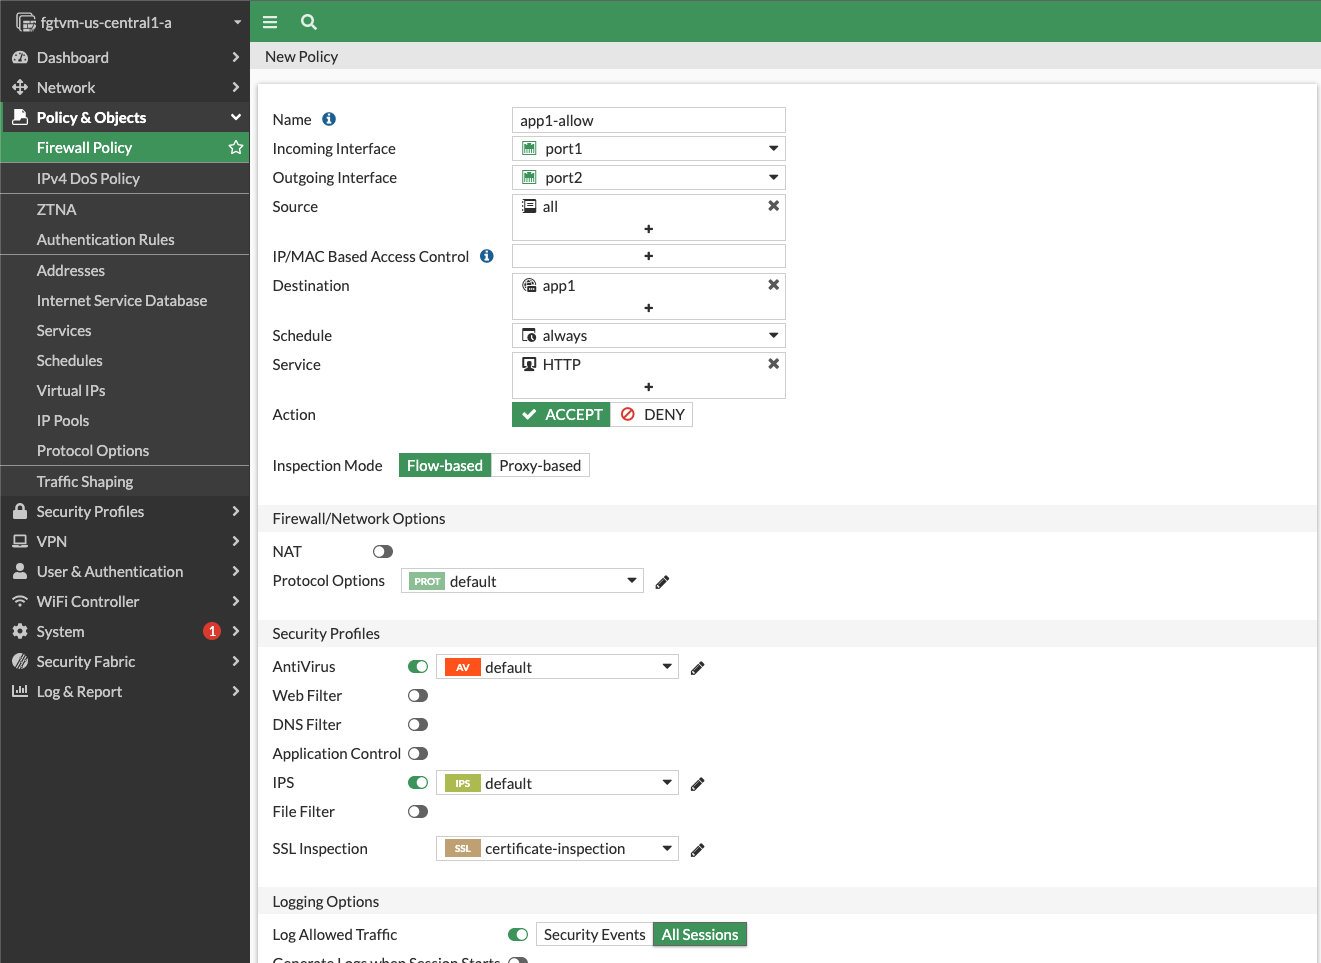 fgtvm-us-central1-a
Dashboard
Network
Policy & Objects
Firewall Policy
IPv4 DoS Policy
ZTNA
Authentication Rules
Addresses
Internet Service Database
Services
Schedules
Virtual IPs
IP Pools
Protocol Options
Traffic Shaping
Security Profiles
VPN
User & Authentication
WiFi Controller
System 1
Security Fabric
Log & Report
New Policy
Name app1-allow
Incoming Interface port1
Outgoing Interface port2
Source all
+
IP/MAC Based Access Control +
Destination app1
+
Schedule always
Service HTTP
+
Action ACCEPT DENY
Inspection Mode Flow-based Proxy-based
Firewall/Network Options
NAT
Protocol Options PROT default
Security Profiles
AntiVirus AV default
Web Filter
DNS Filter
Application Control
IPS IPS default
File Filter
SSL Inspection SSL certificate-inspection
Logging Options
Log Allowed Traffic Security Events All Sessions
Generate Logs when Session Starts